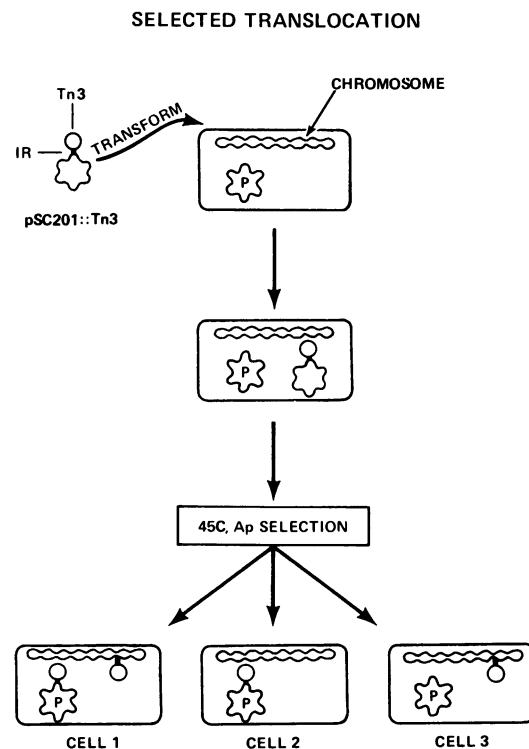 SELECTED TRANSLOCATION
Tn3
CHROMOSOME
TRANSFORM
IR
P
pSC201::Tn3
P
45C, Ap SELECTION
P
P
P
CELL 1
CELL 2
CELL 3